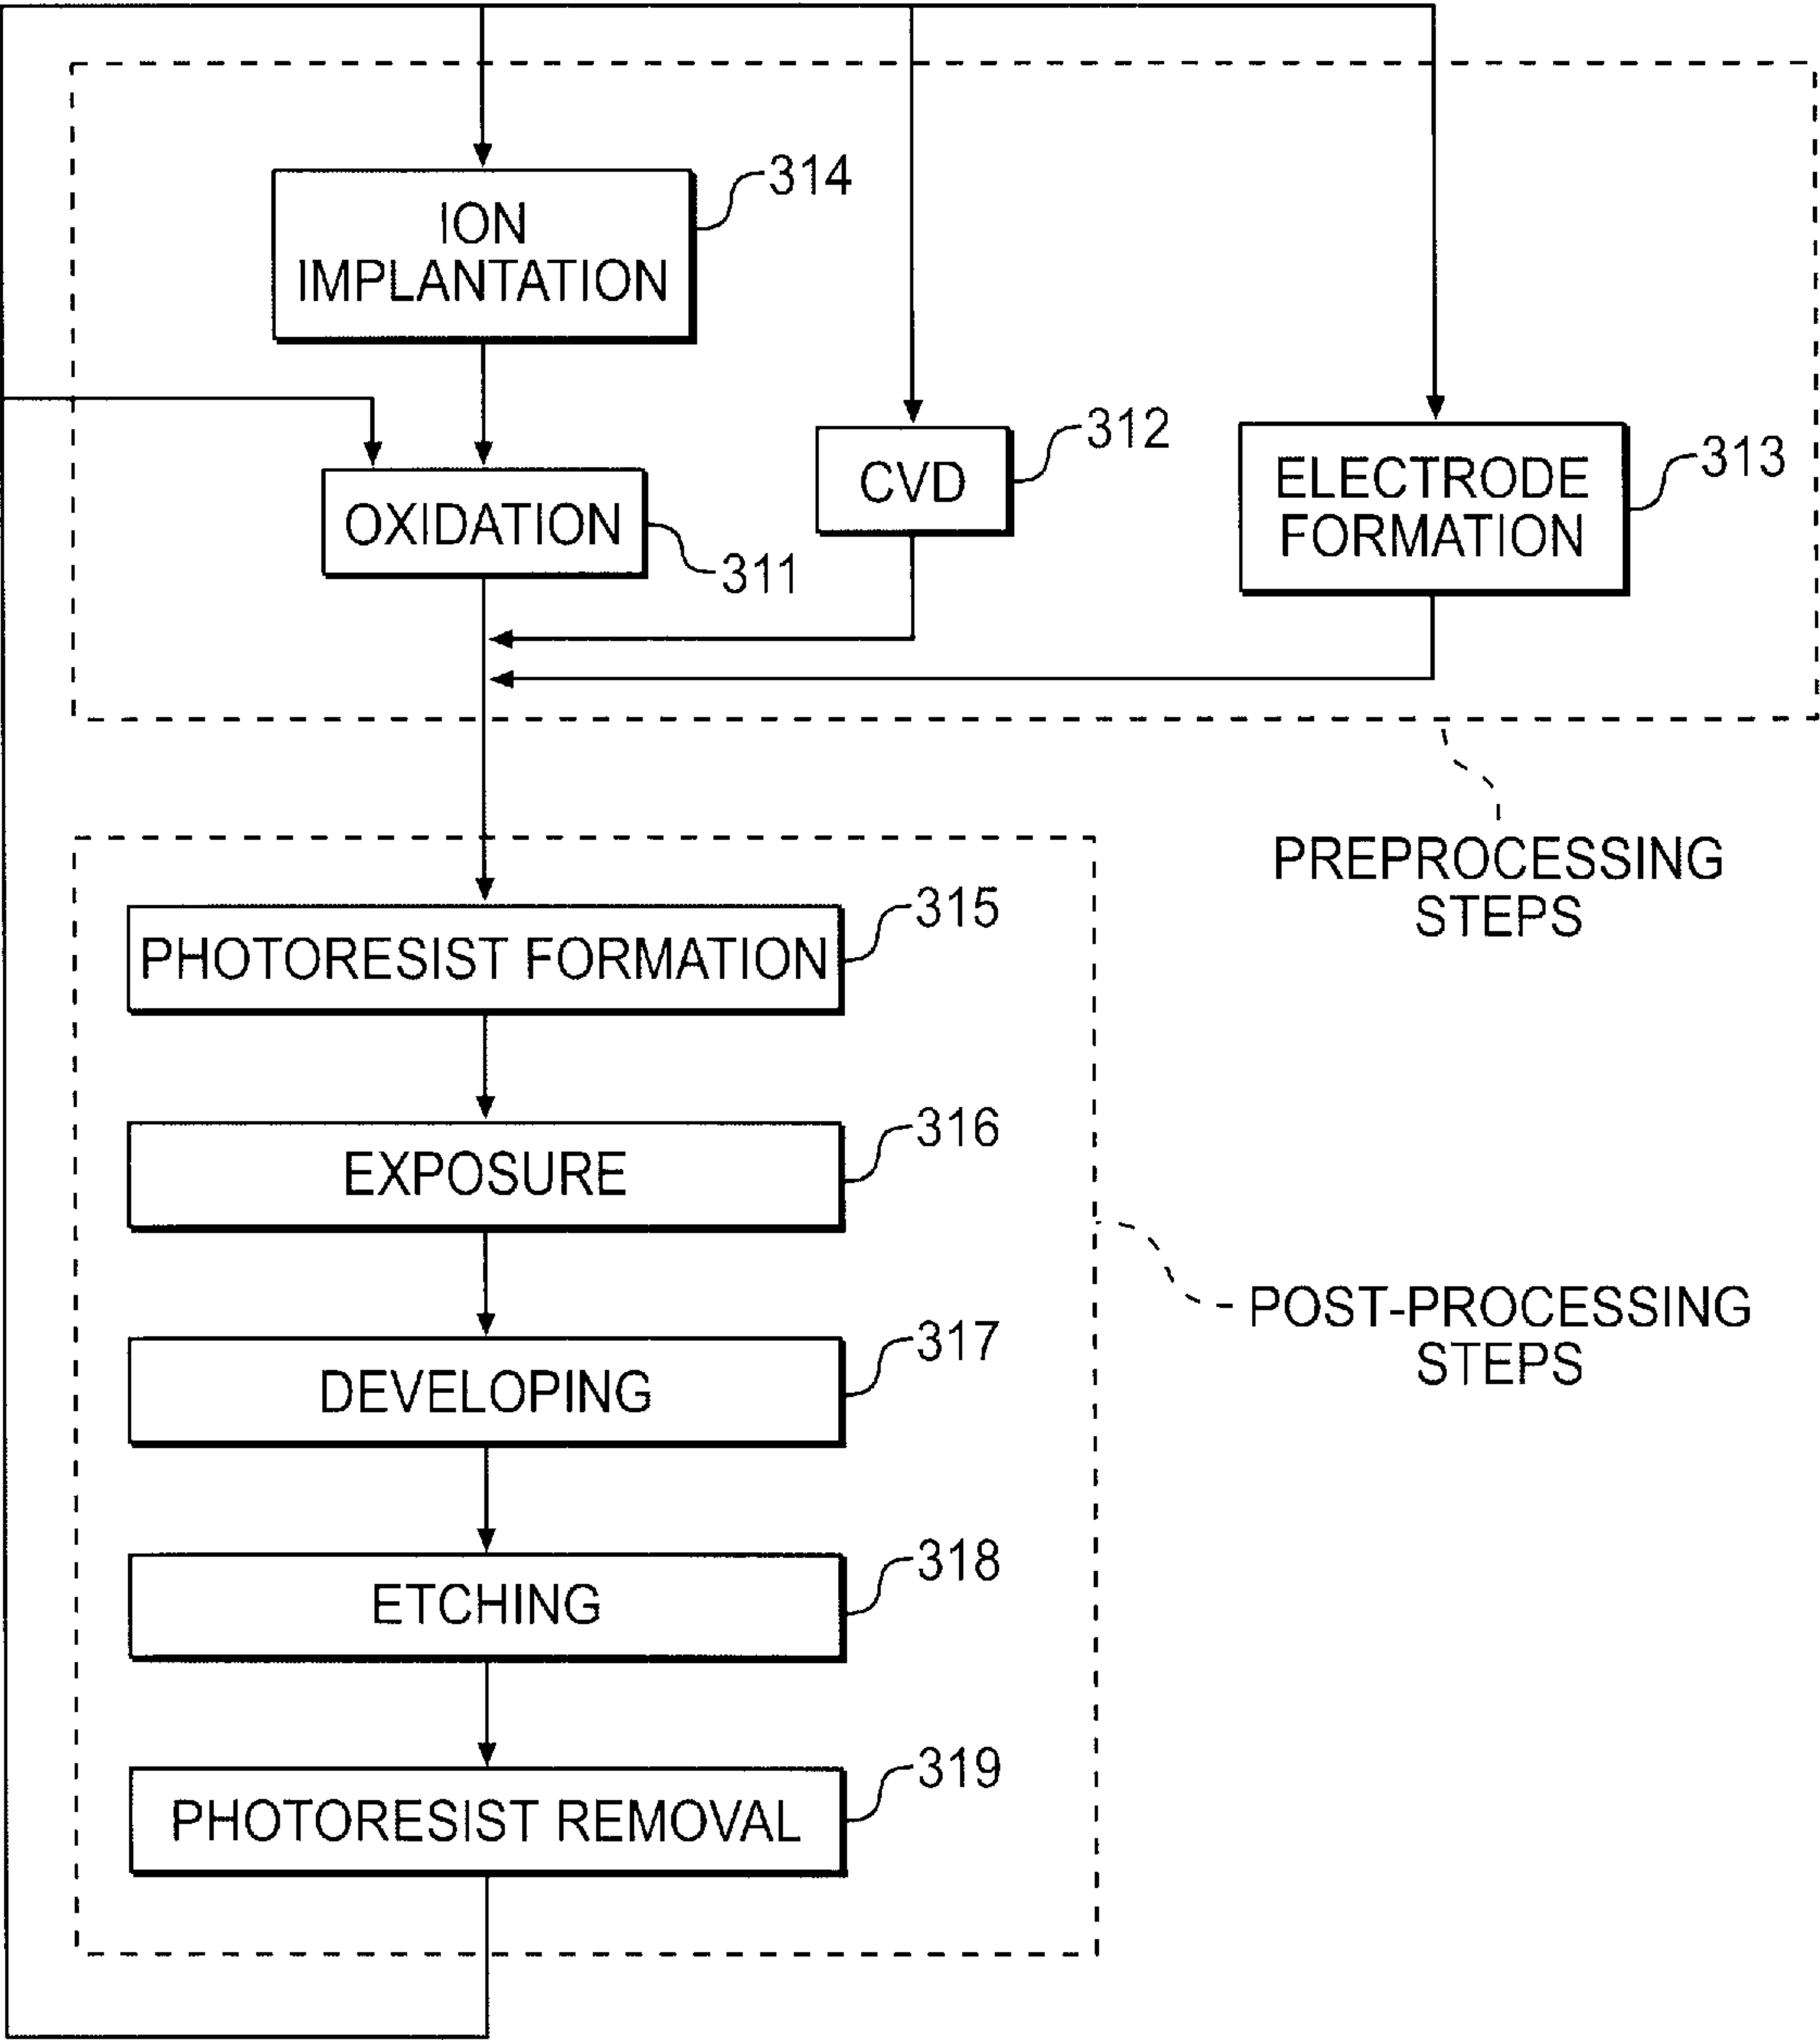 314
ION
IMPLANTATION
312
CVD
313
ELECTRODE
FORMATION
OXIDATION
311
PREPROCESSING
STEPS
315
PHOTORESIST FORMATION
316
EXPOSURE
POST-PROCESSING
STEPS
317
DEVELOPING
318
ETCHING
319
PHOTORESIST REMOVAL